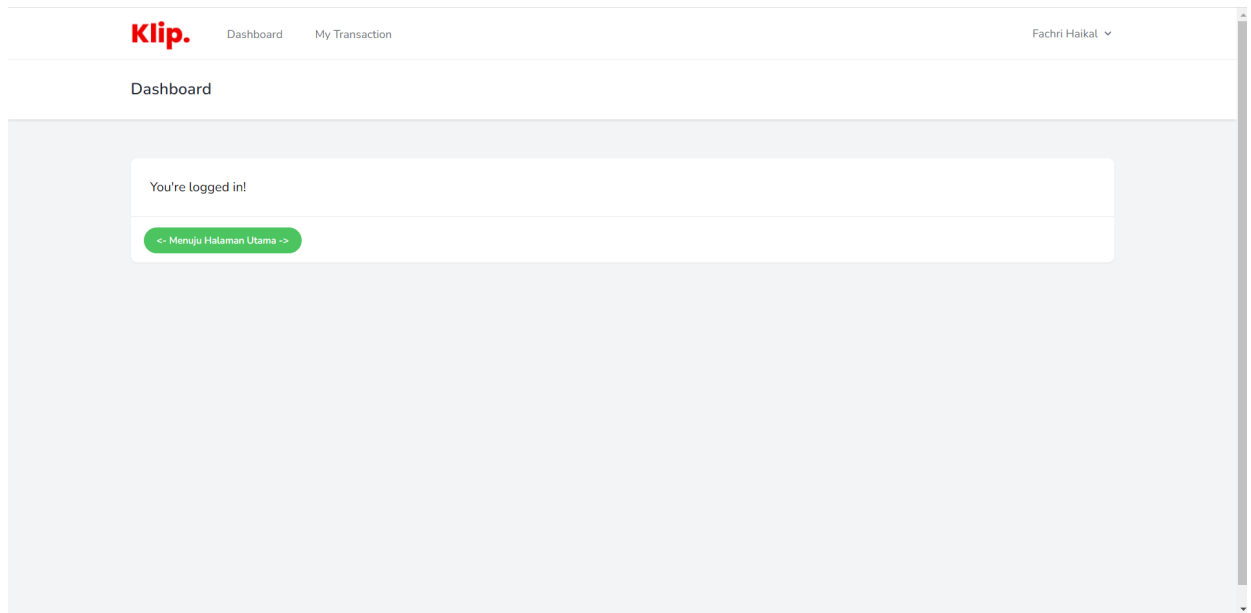 Klip.
Dashboard
My Transaction
Fachri Haikal
Dashboard
You're logged in!
<- Menuju Halaman Utama ->